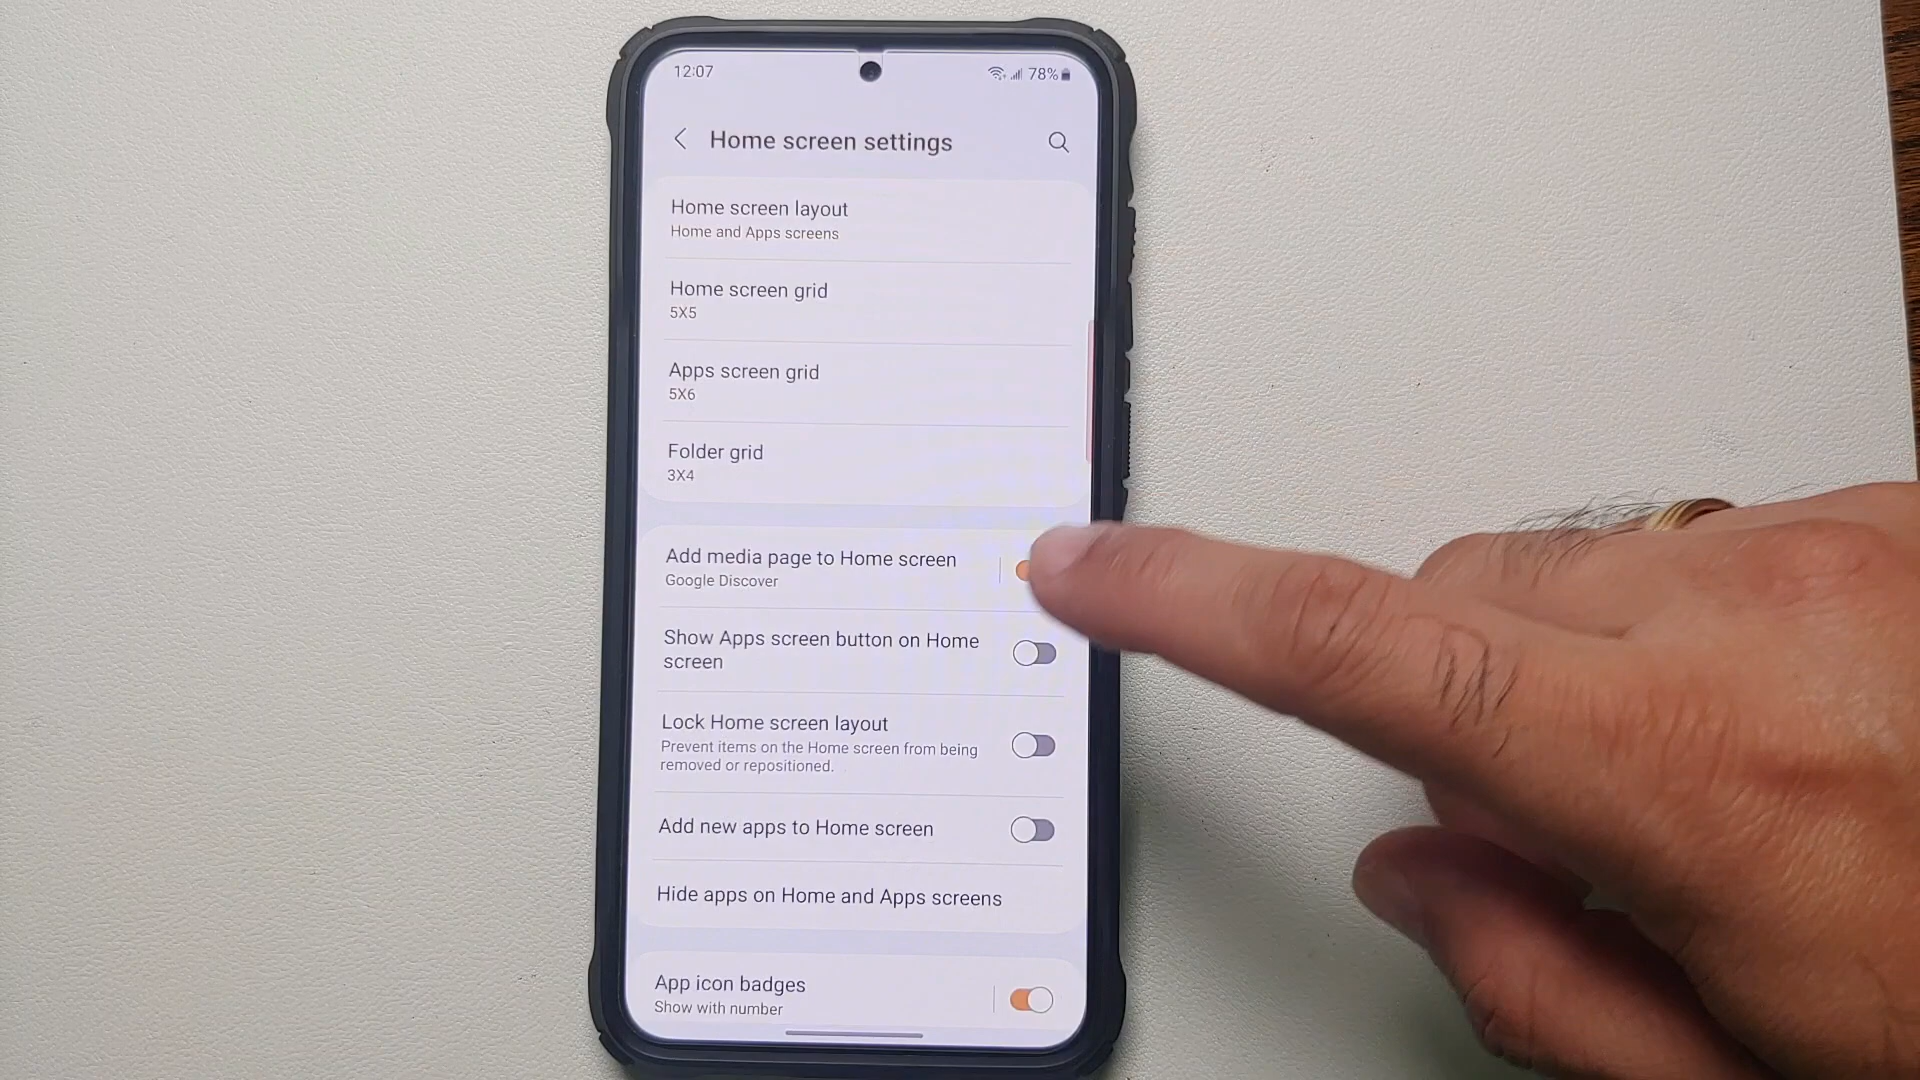 12:07
78%
Home screen settings
Home screen layout
Home and Apps screens
Home screen grid
5X5
Apps screen grid
5X6
Folder grid
3X4
Add media page to Home screen
Google Discover
Show Apps screen button on Home
screen
Lock Home screen layout
Prevent items on the Home screen from being
removed or repositioned.
Add new apps to Home screen
Hide apps on Home and Apps screens
App icon badges
Show with number